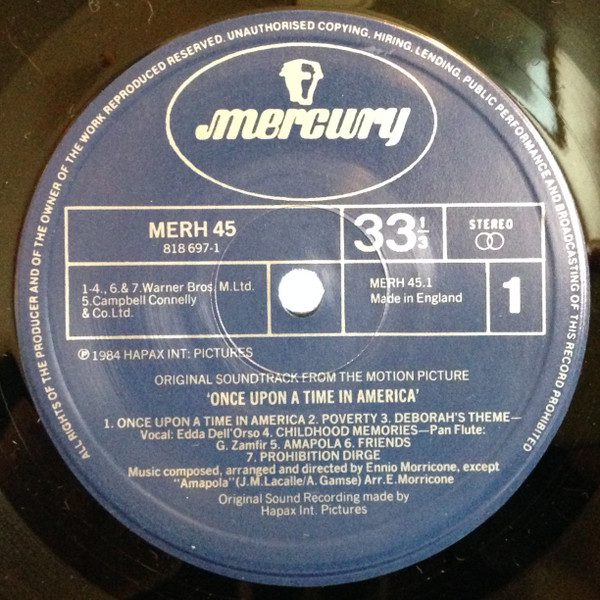 ALL RIGHTS OF THE PRODUCER AND OF THE OWNER OF THE WORK REPRODUCED RESERVED. UNAUTHORISED COPYING, HIRING, LENDING, PUBLIC PERFORMANCE AND BROADCASTING OF THIS RECORD PROHIBITED
mercury
MERH 45
818 697-1
33 1/3
STEREO
1-4., 6.& 7.Warner Bros. M.Ltd.
5.Campbell Connelly
& Co.Ltd.
MERH 45.1
Made in England
1
℗ 1984 HAPAX INT: PICTURES
ORIGINAL SOUNDTRACK FROM THE MOTION PICTURE
'ONCE UPON A TIME IN AMERICA'
1. ONCE UPON A TIME IN AMERICA 2. POVERTY 3. DEBORAH'S THEME—
Vocal: Edda Dell'Orso 4. CHILDHOOD MEMORIES—Pan Flute:
G. Zamfir 5. AMAPOLA 6. FRIENDS
7. PROHIBITION DIRGE
Music composed, arranged and directed by Ennio Morricone, except
"Amapola" (J.M.Lacalle/A. Gamse) Arr.E.Morricone
Original Sound Recording made by
Hapax Int. Pictures